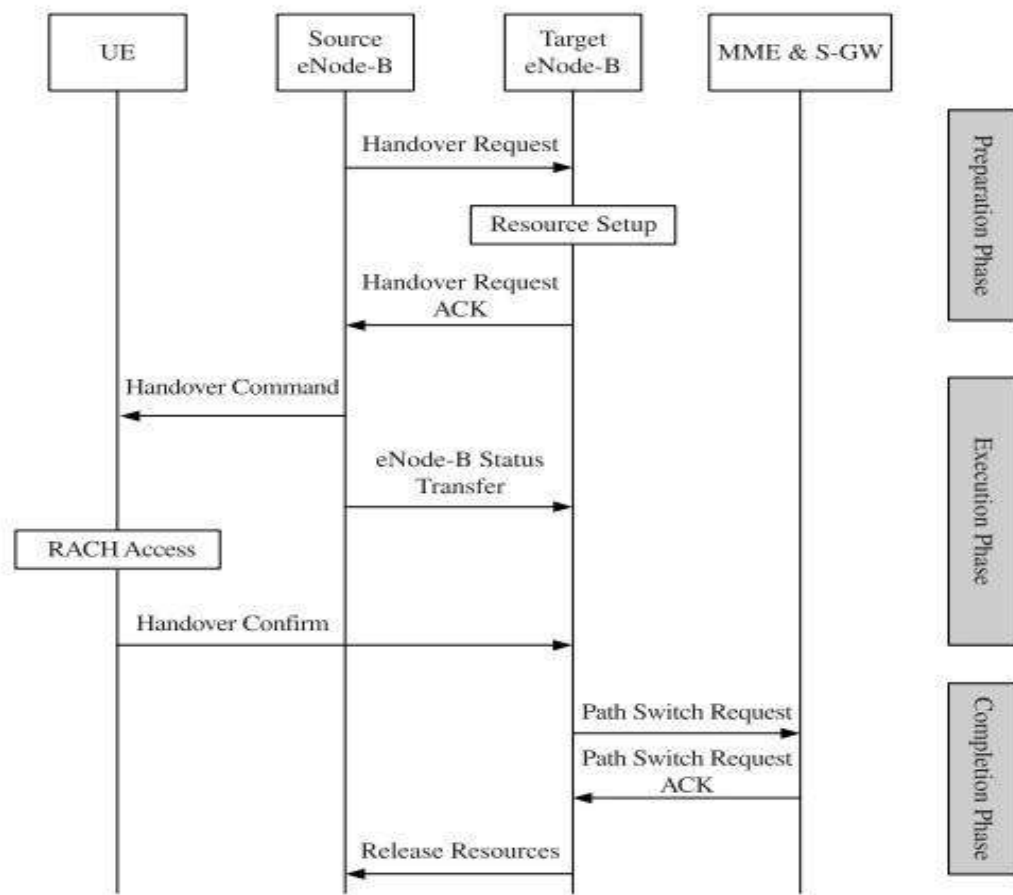 UE
Source
eNode-B
Target
eNode-B
MME & S-GW
Handover Request
Resource Setup
Handover Request
ACK
Preparation Phase
Handover Command
eNode-B Status
Transfer
RACH Access
Handover Confirm
Execution Phase
Path Switch Request
Path Switch Request
ACK
Release Resources
Completion Phase